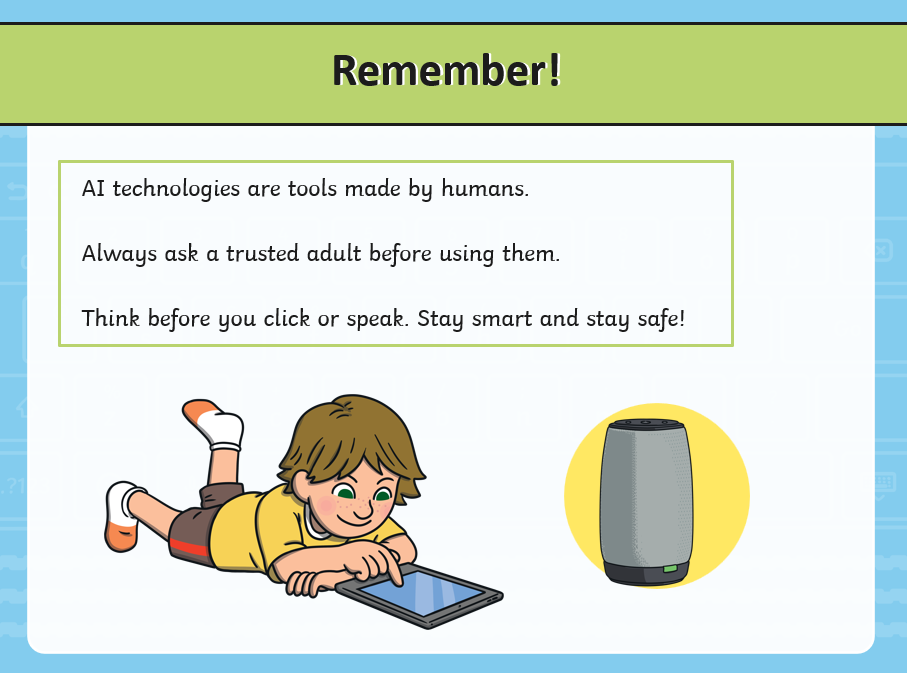 Remember!
AI technologies are tools made by humans.
Always ask a trusted adult before using them.
Think before you click or speak. Stay smart and stay safe!
.?1